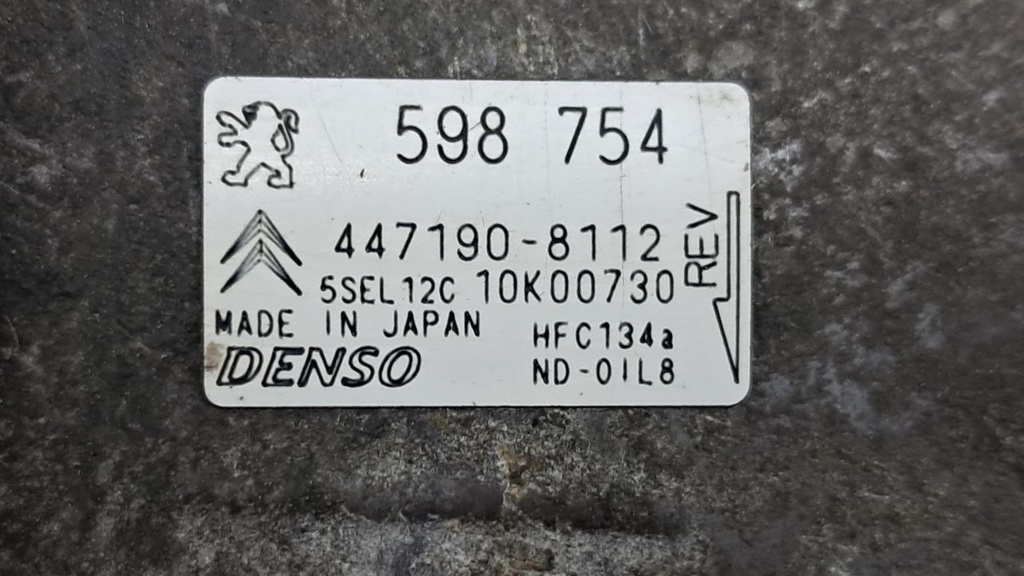 598 754
447190-8112
5SEL12C 10K00730
REV
MADE IN JAPAN
HFC134a
DENSO
ND-OIL8